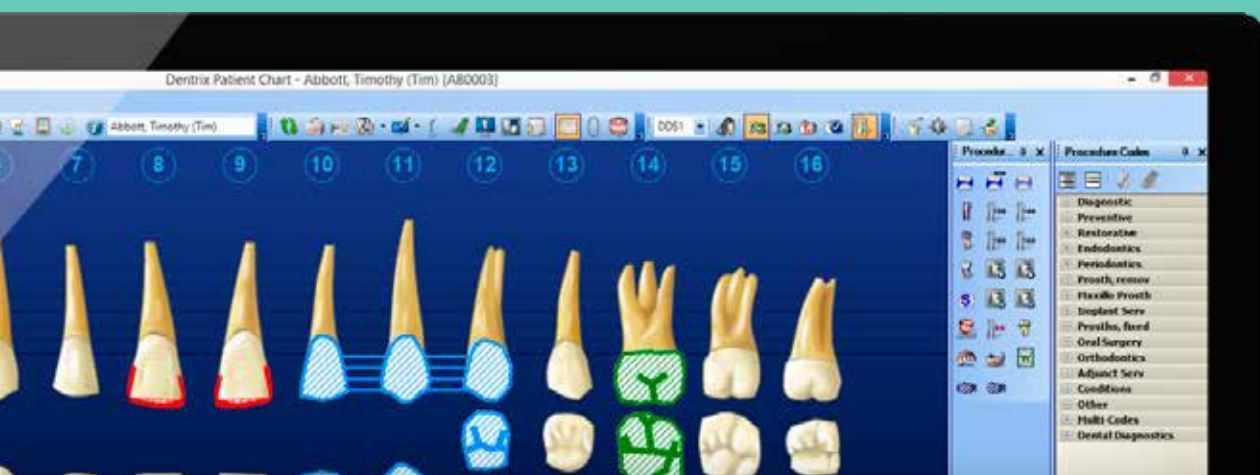 Dentrix Patient Chart - Abbott, Timothy (Tim) [AB0003]
Abbott, Timothy (Tim)
DDS1
7 8 9 10 11 12 13 14 15 16
Procedure Codes
Diagnostic
Preventive
Restorative
Endodontics
Periodontics
Prosth, remov
Maxillo Prosth
Implant Serv
Prostho, fixed
Oral Surgery
Orthodontics
Adjunct Serv
Conditions
Other
Multi-Codes
Dental Diagnostics